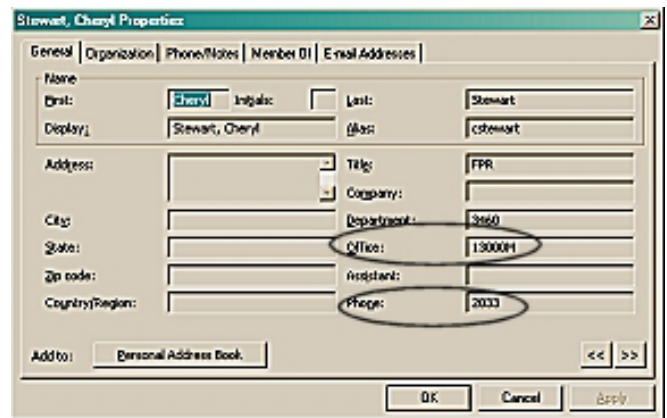 Stewart, Cheryl Properties
General Organization Phone/Notes Member Of E-mail Addresses
Name
First: Cheryl Initials: Last: Stewart
Display: Stewart, Cheryl Alias: cstewart
Address: Title: FPR
Company:
City: Department: 3460
State: Office: 13000M
Zip code: Assistant:
Country/Region: Phone: 2033
Add to: Personal Address Book << >>
OK Cancel Apply